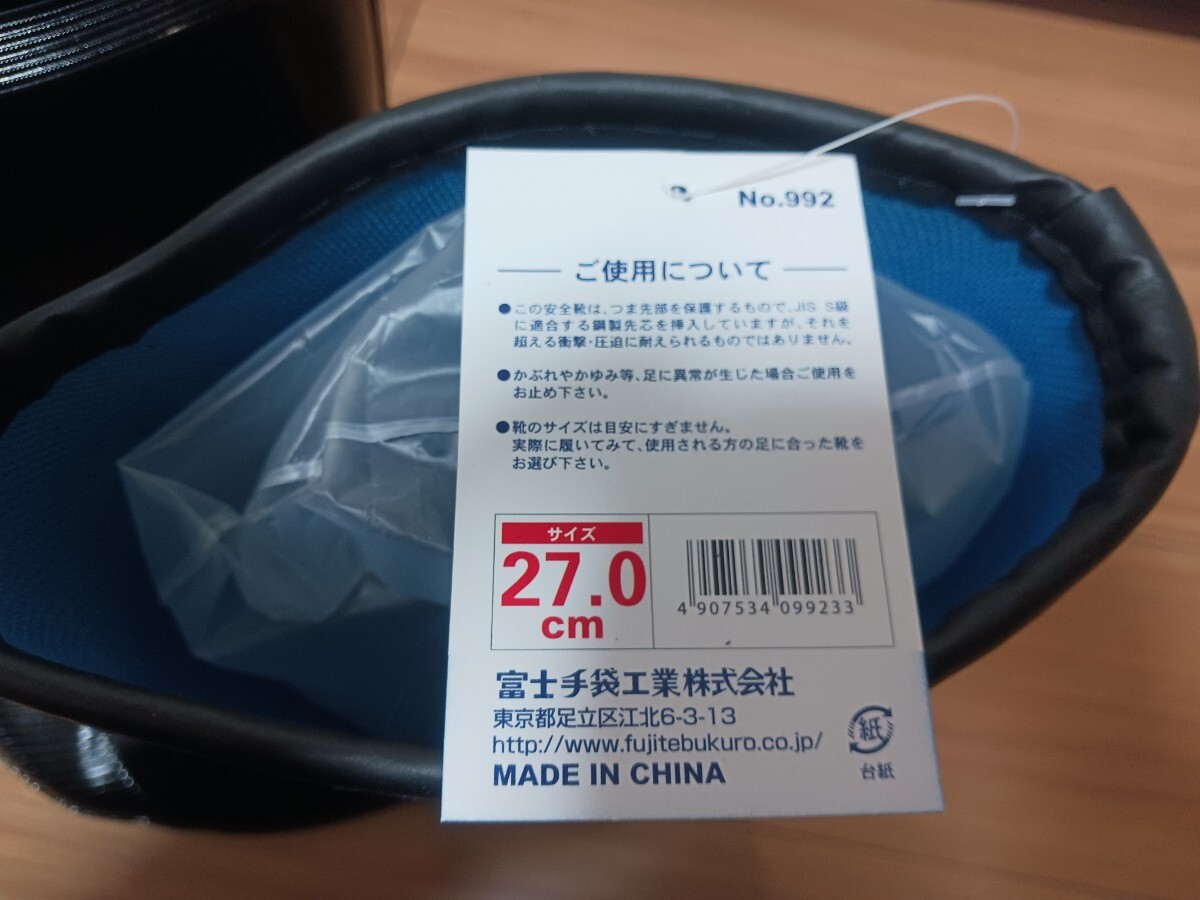 No.992
ご使用について
●この安全靴は、つま先部を保護するもので、JIS S級
に適合する鋼製先芯を挿入していますが、それを
超える衝撃・圧迫に耐えられるものではありません。
●かぶれやかゆみ等、足に異常が生じた場合ご使用を
お止め下さい。
●靴のサイズは目安にすぎません。
実際に履いてみて、使用される方の足に合った靴を
お選び下さい。
サイズ
27.0
cm
4 907534 099233
富士手袋工業株式会社
東京都足立区江北6-3-13
http://www.fujitebukuro.co.jp/
MADE IN CHINA
紙
台紙